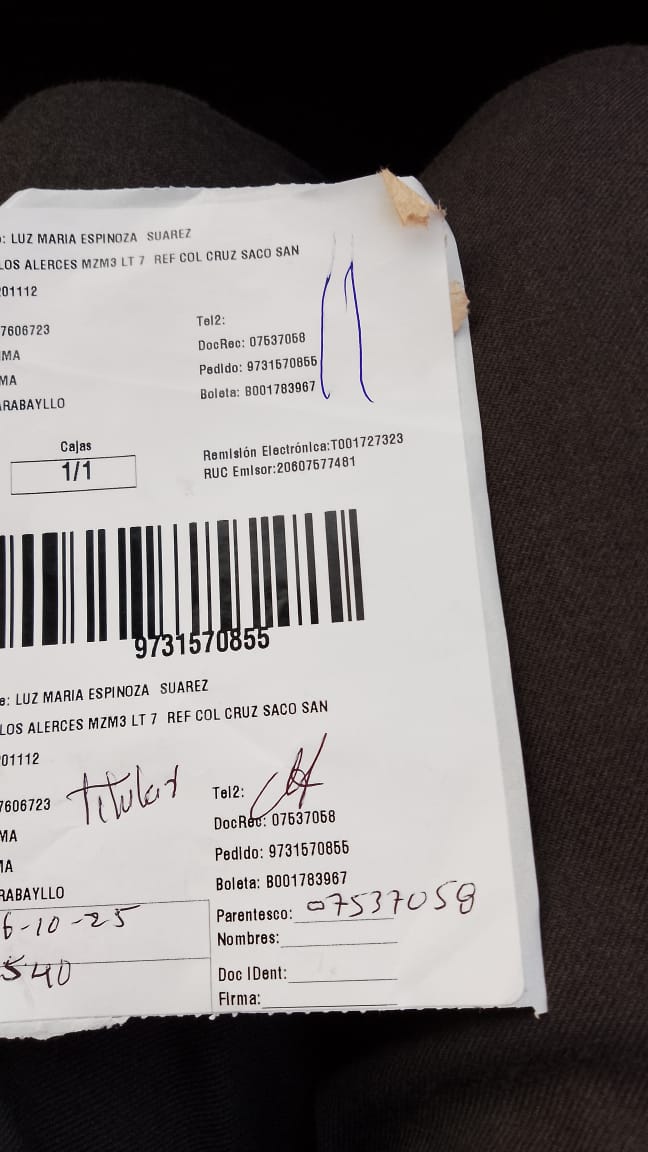 : LUZ MARIA ESPINOZA SUAREZ
LOS ALERCES MZM3 LT 7 REF COL CRUZ SACO SAN
01112
7606723
Tel2:
MA
DocRec: 07537058
MA
Pedido: 9731570855
RABAYLLO
Boleta: B001783967
Cajas
1/1
Remisión Electrónica:T001727323
RUC Emisor:20607577481
9731570855
e: LUZ MARIA ESPINOZA SUAREZ
LOS ALERCES MZM3 LT 7 REF COL CRUZ SACO SAN
01112
7606723 titular
Tel2:
MA
DocRec: 07537058
MA
Pedido: 9731570855
RABAYLLO
Boleta: B001783967
6-10-25
Parentesco: 07537058
Nombres:
540
Doc IDent:
Firma: